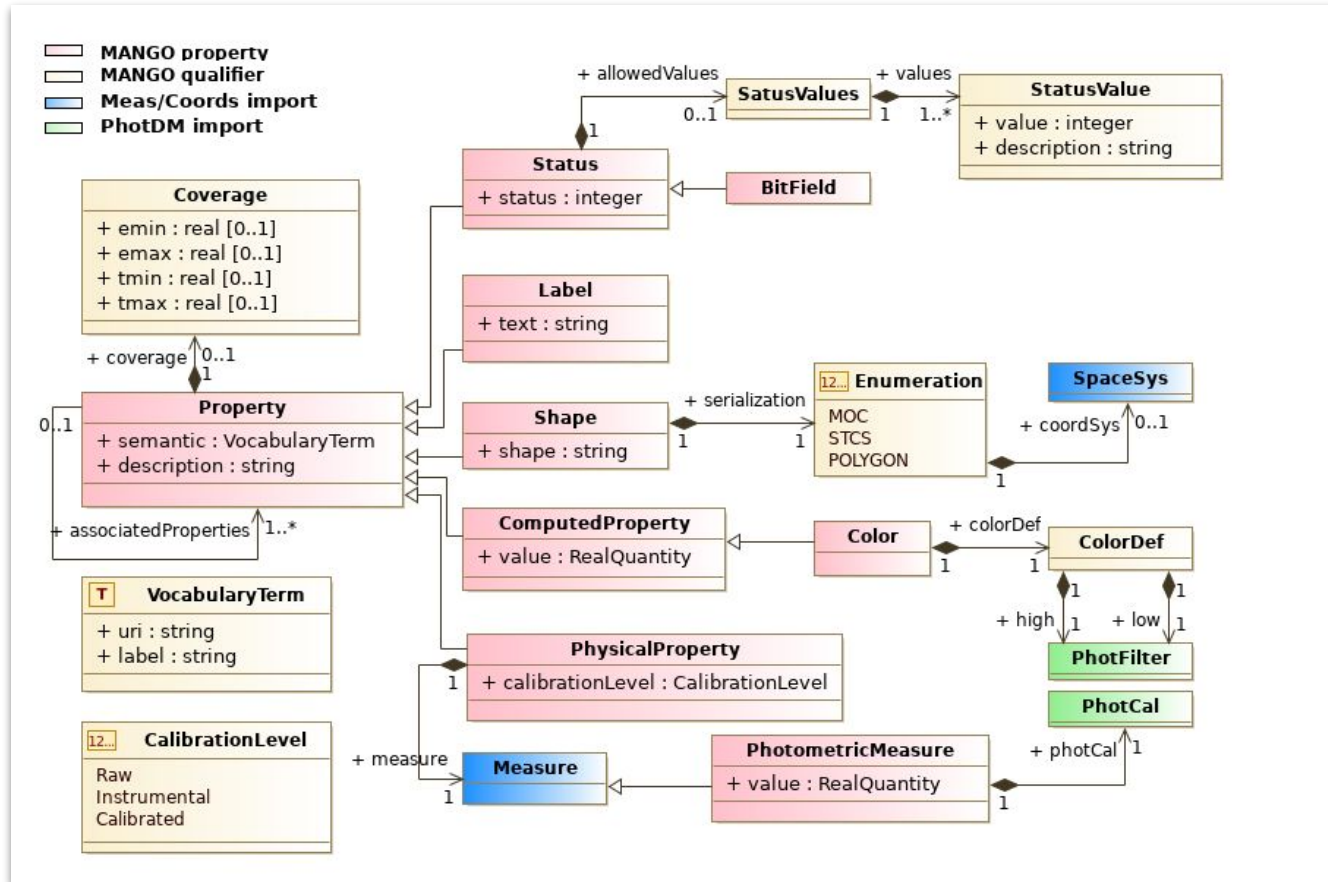 MANGO property
MANGO qualifier
Meas/Coords import
PhotDM import
+ allowedValues
0..1
1
SatusValues
+ values
1
1..*
StatusValue
+ value : integer
+ description : string
Status
+ status : integer
BitField
Coverage
+ emin : real [0..1]
+ emax : real [0..1]
+ tmin : real [0..1]
+ tmax : real [0..1]
+ coverage
0..1
1
Label
+ text : string
Property
+ semantic : VocabularyTerm
+ description : string
0..1
+ associatedProperties
1..*
Shape
+ shape : string
+ serialization
1
1
12... Enumeration
MOC
STCS
POLYGON
SpaceSys
+ coordSys
0..1
1
ComputedProperty
+ value : RealQuantity
Color
+ colorDef
1
1
ColorDef
1
1
+ high
1
+ low
1
PhotFilter
T VocabularyTerm
+ uri : string
+ label : string
PhysicalProperty
+ calibrationLevel : CalibrationLevel
1
PhotCal
12... CalibrationLevel
Raw
Instrumental
Calibrated
+ measure
1
Measure
PhotometricMeasure
+ value : RealQuantity
+ photCal
1
1